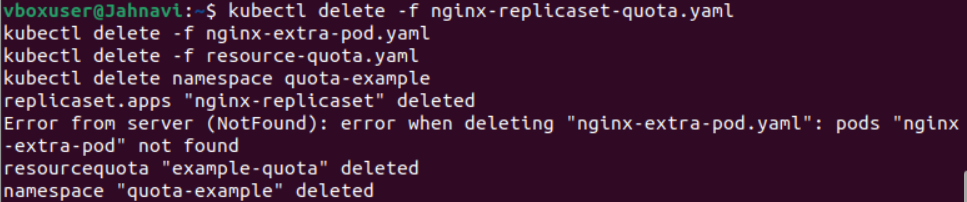 vboxuser@Jahnavi:~$ kubectl delete -f nginx-replicaset-quota.yaml
kubectl delete -f nginx-extra-pod.yaml
kubectl delete -f resource-quota.yaml
kubectl delete namespace quota-example
replicaset.apps "nginx-replicaset" deleted
Error from server (NotFound): error when deleting "nginx-extra-pod.yaml": pods "nginx
-extra-pod" not found
resourcequota "example-quota" deleted
namespace "quota-example" deleted